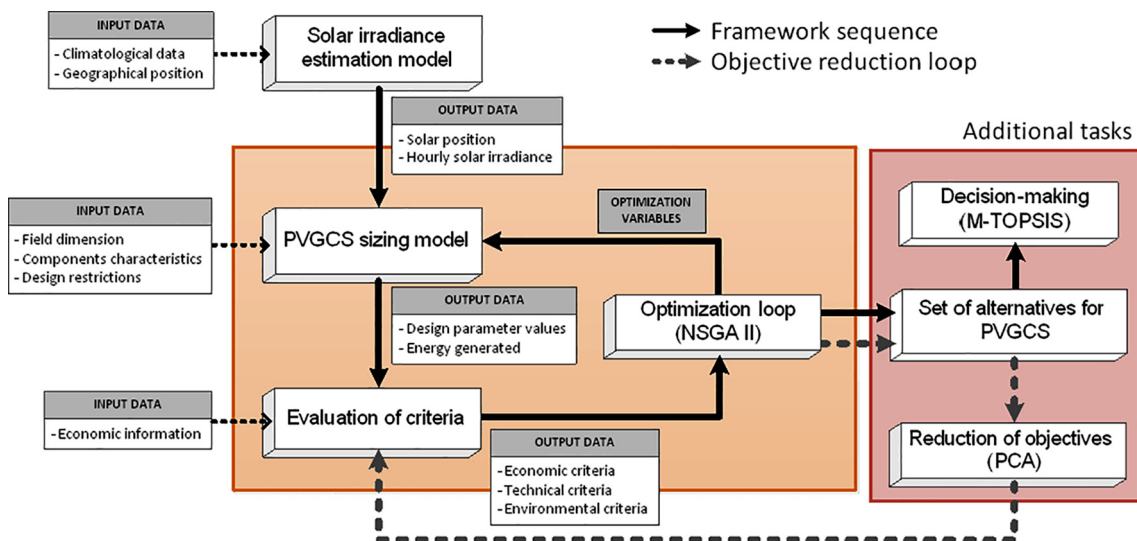 INPUT DATA
- Climatological data
- Geographical position
Solar irradiance
estimation model
Framework sequence
Objective reduction loop
OUTPUT DATA
- Solar position
- Hourly solar irradiance
Additional tasks
INPUT DATA
- Field dimension
- Components characteristics
- Design restrictions
PVGCS sizing model
OPTIMIZATION
VARIABLES
Decision-making
(M-TOPSIS)
OUTPUT DATA
- Design parameter values
- Energy generated
Optimization loop
(NSGA II)
Set of alternatives for
PVGCS
INPUT DATA
-Economic information
Evaluation of criteria
OUTPUT DATA
-Economic criteria
-Technical criteria
-Environmental criteria
Reduction of objectives
(PCA)